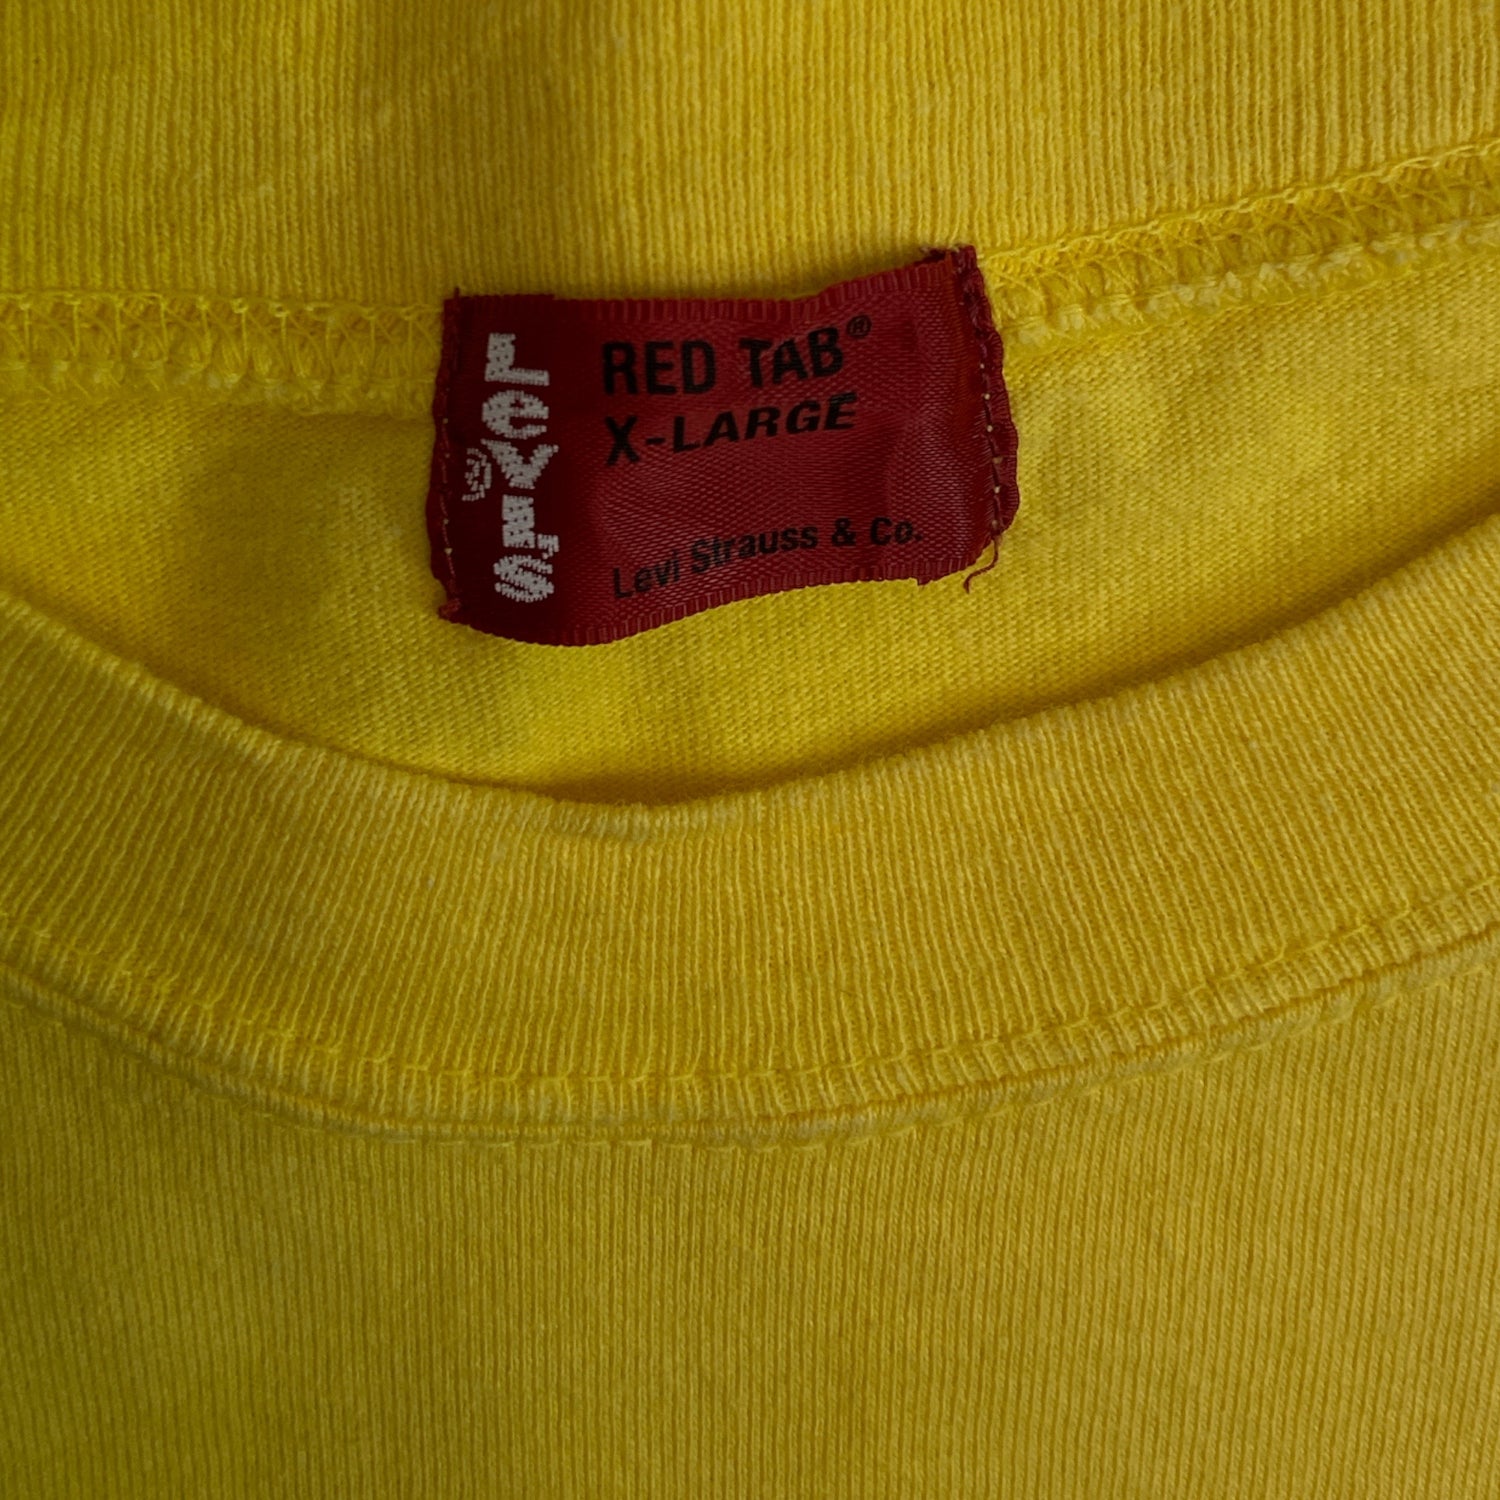 LEVI'S ®
RED TAB®
X-LARGE
Levi Strauss & Co.